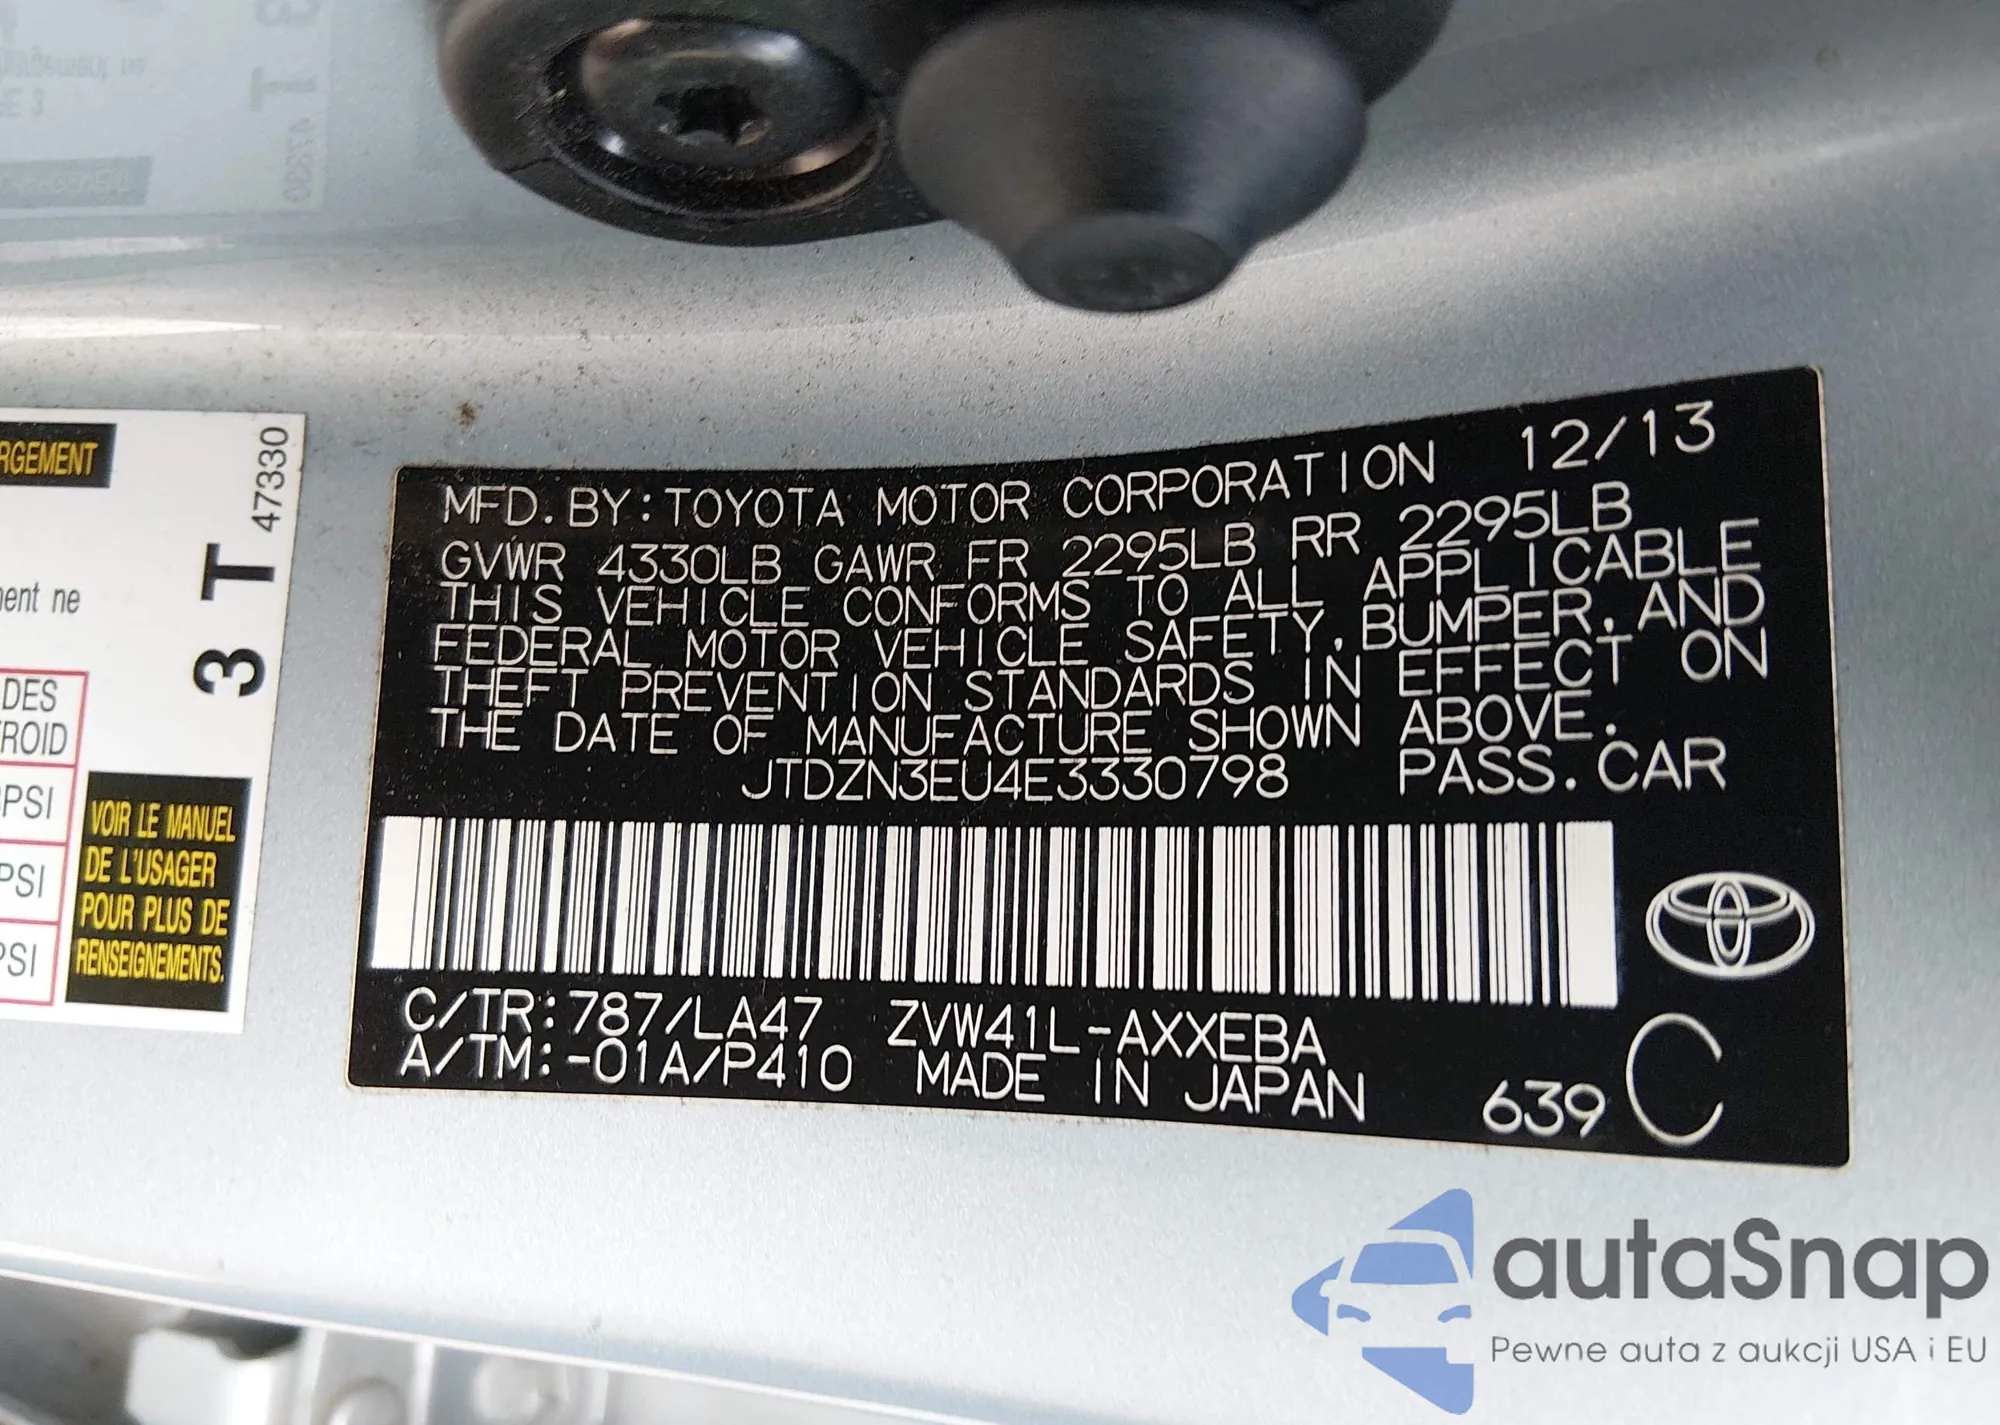 RGEMENT
47330
3 T
ent ne
DES
ROID
PSI
PSI
PSI
VOIR LE MANUEL
DE L'USAGER
POUR PLUS DE
RENSEIGNEMENTS.
MFD. BY: TOYOTA MOTOR CORPORATION 12/13
GVWR 4330LB GAWR FR 2295LB RR 2295LB
THIS VEHICLE CONFORMS TO ALL APPLICABLE
FEDERAL MOTOR VEHICLE SAFETY, BUMPER, AND
THEFT PREVENTION STANDARDS IN EFFECT ON
THE DATE OF MANUFACTURE SHOWN ABOVE.
JTDZN3EU4E3330798 PASS. CAR
C/TR: 787/LA47 ZVW41L-AXXEBA
A/TM: -01A/P410 MADE IN JAPAN 639 C
autaSnap
Pewne auta z aukcji USA i EU